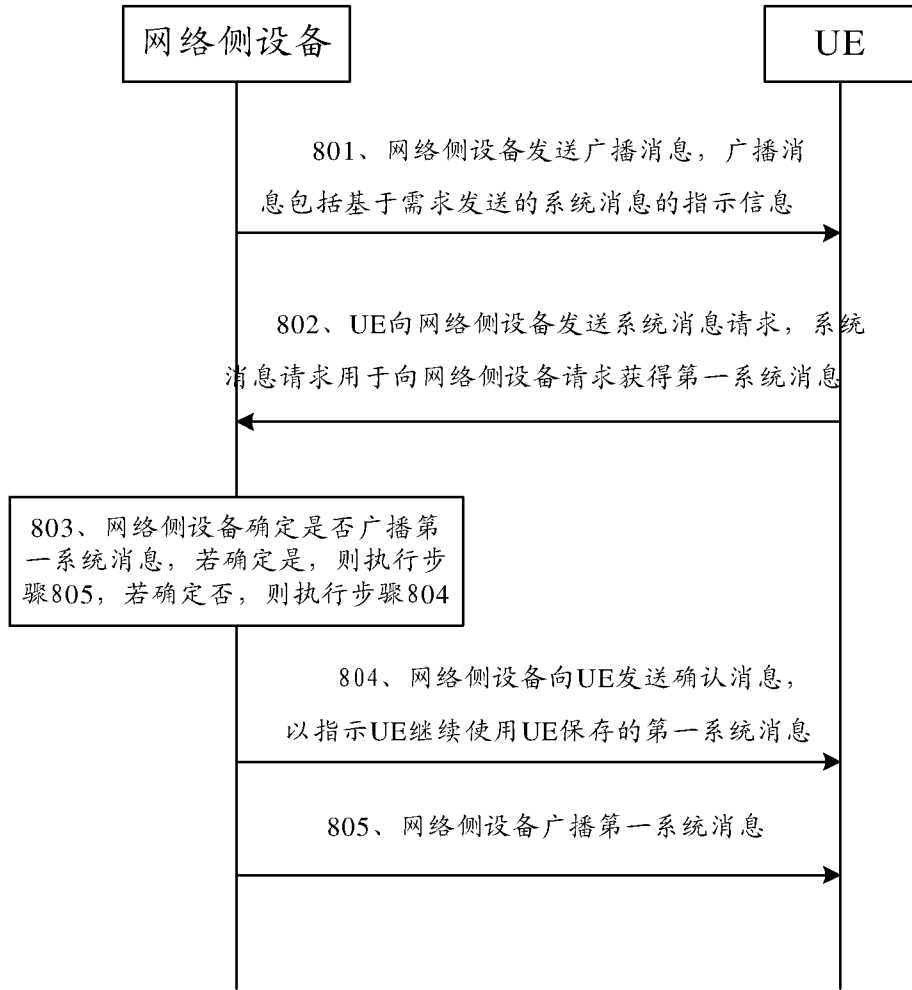 网络侧设备
UE
801、网络侧设备发送广播消息，广播消
息包括基于需求发送的系统消息的指示信息
802、UE向网络侧设备发送系统消息请求，系统
消息请求用于向网络侧设备请求获得第一系统消息
803、网络侧设备确定是否广播第
一系统消息，若确定是，则执行步
骤805，若确定否，则执行步骤804
804、网络侧设备向UE发送确认消息，
以指示UE继续使用UE保存的第一系统消息
805、网络侧设备广播第一系统消息